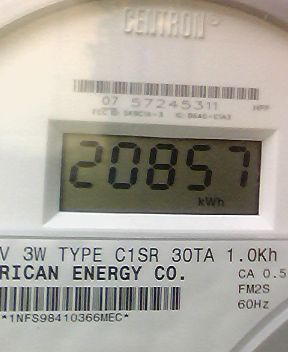 CENTRON®
07 57245311
20857
kWh
V 3W TYPE C1SR 30TA 1.0Kh
RICAN ENERGY CO.
CA 0.5
FM2S
60Hz
*1NFS98410366MEC*